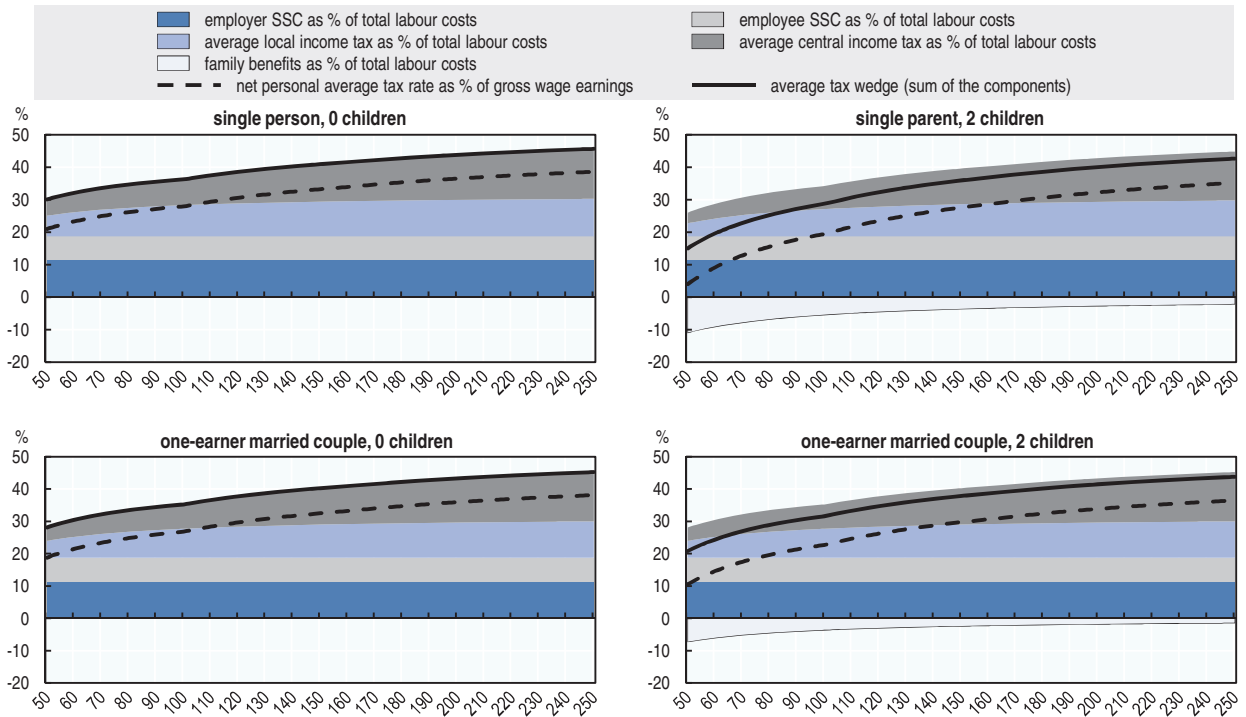 employer SSC as % of total labour costs
employee SSC as % of total labour costs
average local income tax as % of total labour costs
average central income tax as % of total labour costs
family benefits as % of total labour costs
net personal average tax rate as % of gross wage earnings
average tax wedge (sum of the components)
%
single person, 0 children
50
40
30
20
10
0
-10
-20
50 60 70 80 90 100 110 120 130 140 150 160 170 180 190 200 210 220 230 240 250
%
single parent, 2 children
50
40
30
20
10
0
-10
-20
50 60 70 80 90 100 110 120 130 140 150 160 170 180 190 200 210 220 230 240 250
%
one-earner married couple, 0 children
50
40
30
20
10
0
-10
-20
50 60 70 80 90 100 110 120 130 140 150 160 170 180 190 200 210 220 230 240 250
%
one-earner married couple, 2 children
50
40
30
20
10
0
-10
-20
50 60 70 80 90 100 110 120 130 140 150 160 170 180 190 200 210 220 230 240 250